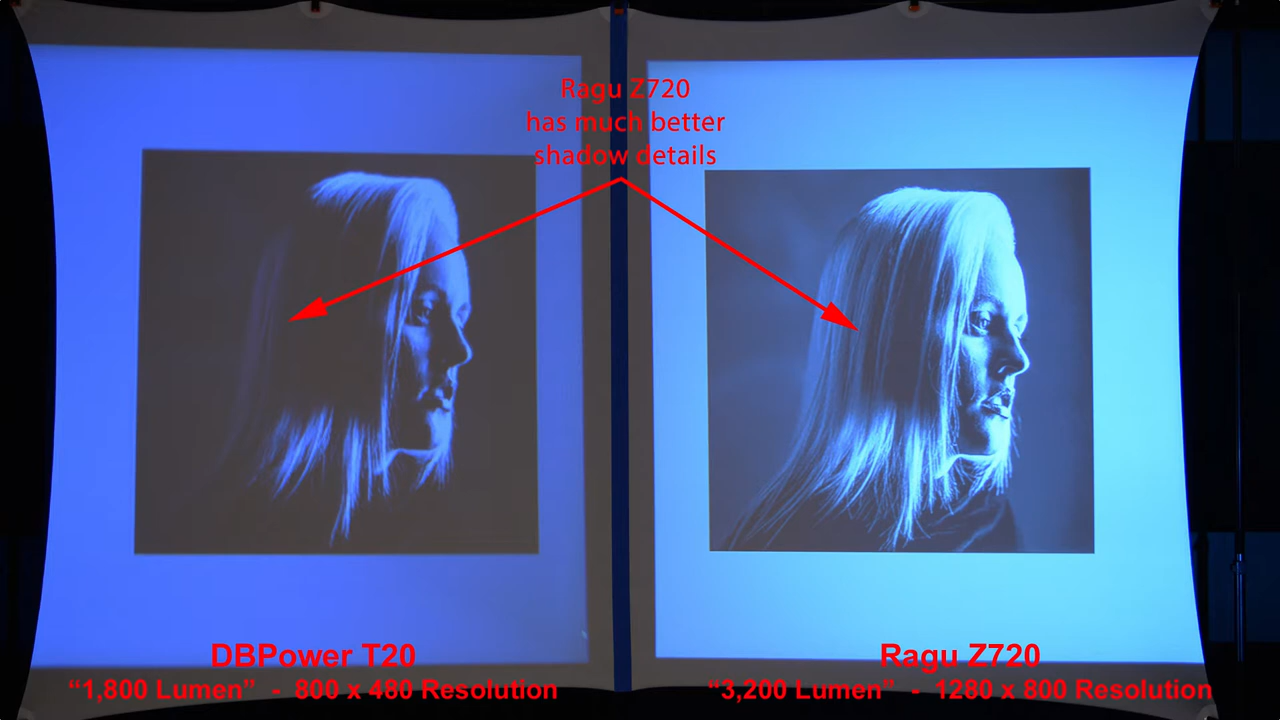 Ragu Z720
has much better
shadow details
DBPower T20
“1,800 Lumen” - 800 x 480 Resolution
Ragu Z720
“3,200 Lumen” - 1280 x 800 Resolution